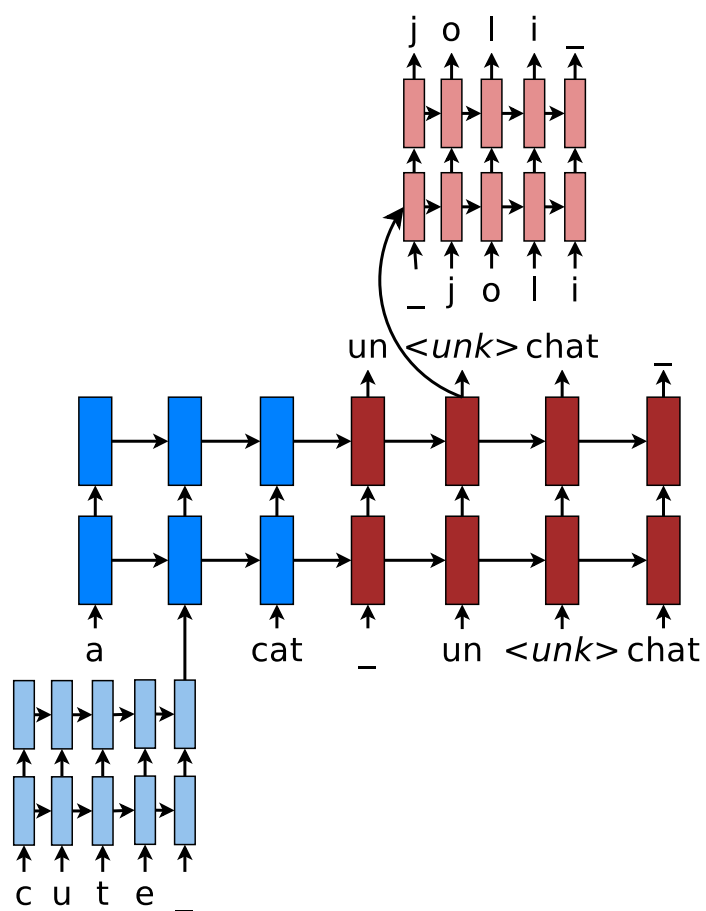 j o l i _
_ j o l i
un <unk> chat _
a cat _ un <unk> chat
c u t e _